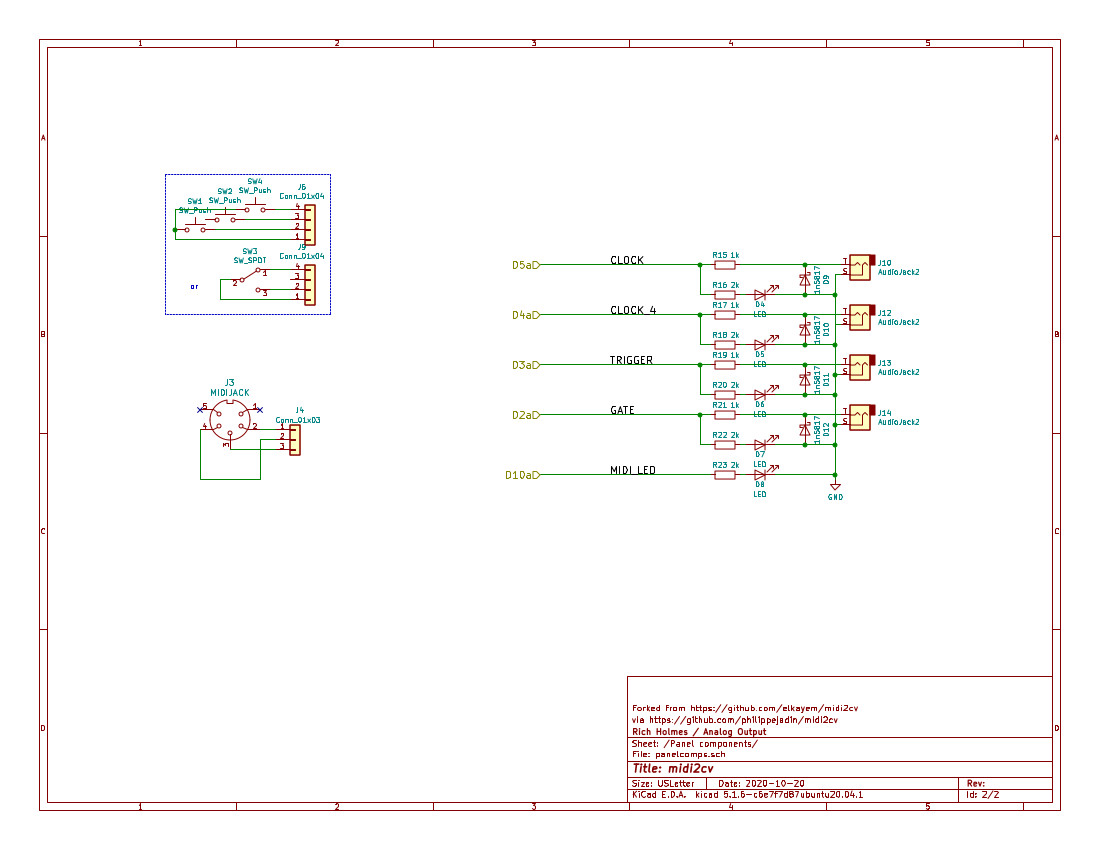 1 2 3 4 5
A A
SW4
SW_Push
SW2
SW_Push
SW1
SW_Push
J6
Conn_01x04
4
3
2
1
J9
Conn_01x04
SW3
SW_SPDT
1
2
3
or
4
3
2
1
B B
D5a CLOCK R15 1k T S J10
AudioJack2
1n5817
D9
R16 2k D4
LED
D4a CLOCK_4 R17 1k T S J12
AudioJack2
1n5817
D10
R18 2k D5
LED
D3a TRIGGER R19 1k T S J13
AudioJack2
1n5817
D11
R20 2k D6
LED
D2a GATE R21 1k T S J14
AudioJack2
1n5817
D12
R22 2k D7
LED
D10a MIDI_LED R23 2k D8
LED
GND
J3
MIDIJACK
5 1
4 2
3
J4
Conn_01x03
1
2
3
C C
D D
Forked from https://github.com/elkayem/midi2cv
via https://github.com/philippejadin/midi2cv
Rich Holmes / Analog Output
Sheet: /Panel components/
File: panelcomps.sch
Title: midi2cv
Size: USLetter Date: 2020-10-20 Rev:
KiCad E.D.A. kicad 5.1.6-c6e7f7d87ubuntu20.04.1 Id: 2/2
1 2 3 4 5